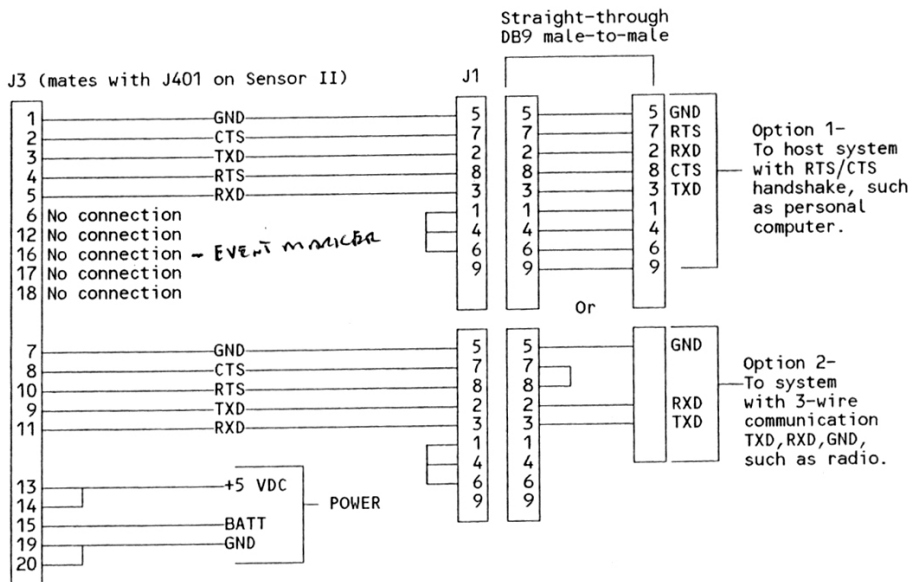 Straight-through
DB9 male-to-male
J3 (mates with J401 on Sensor II)
J1
1 GND 5 5 5 GND
2 CTS 7 7 7 RTS
3 TXD 2 2 2 RXD
4 RTS 8 8 8 CTS
5 RXD 3 3 3 TXD
6 No connection 1 1 1
12 No connection 4 4 4
16 No connection - EVENT MARKER 6 6 6
17 No connection 9 9 9
18 No connection
Option 1-
To host system
with RTS/CTS
handshake, such
as personal
computer.
Or
7 GND 5 5 GND
8 CTS 7 7
10 RTS 8 8
9 TXD 2 2 RXD
11 RXD 3 3 TXD
1 1
4 4
6 6
9 9
Option 2-
To system
with 3-wire
communication
TXD,RXD,GND,
such as radio.
13 +5 VDC
14
15 BATT
19 GND
20
POWER